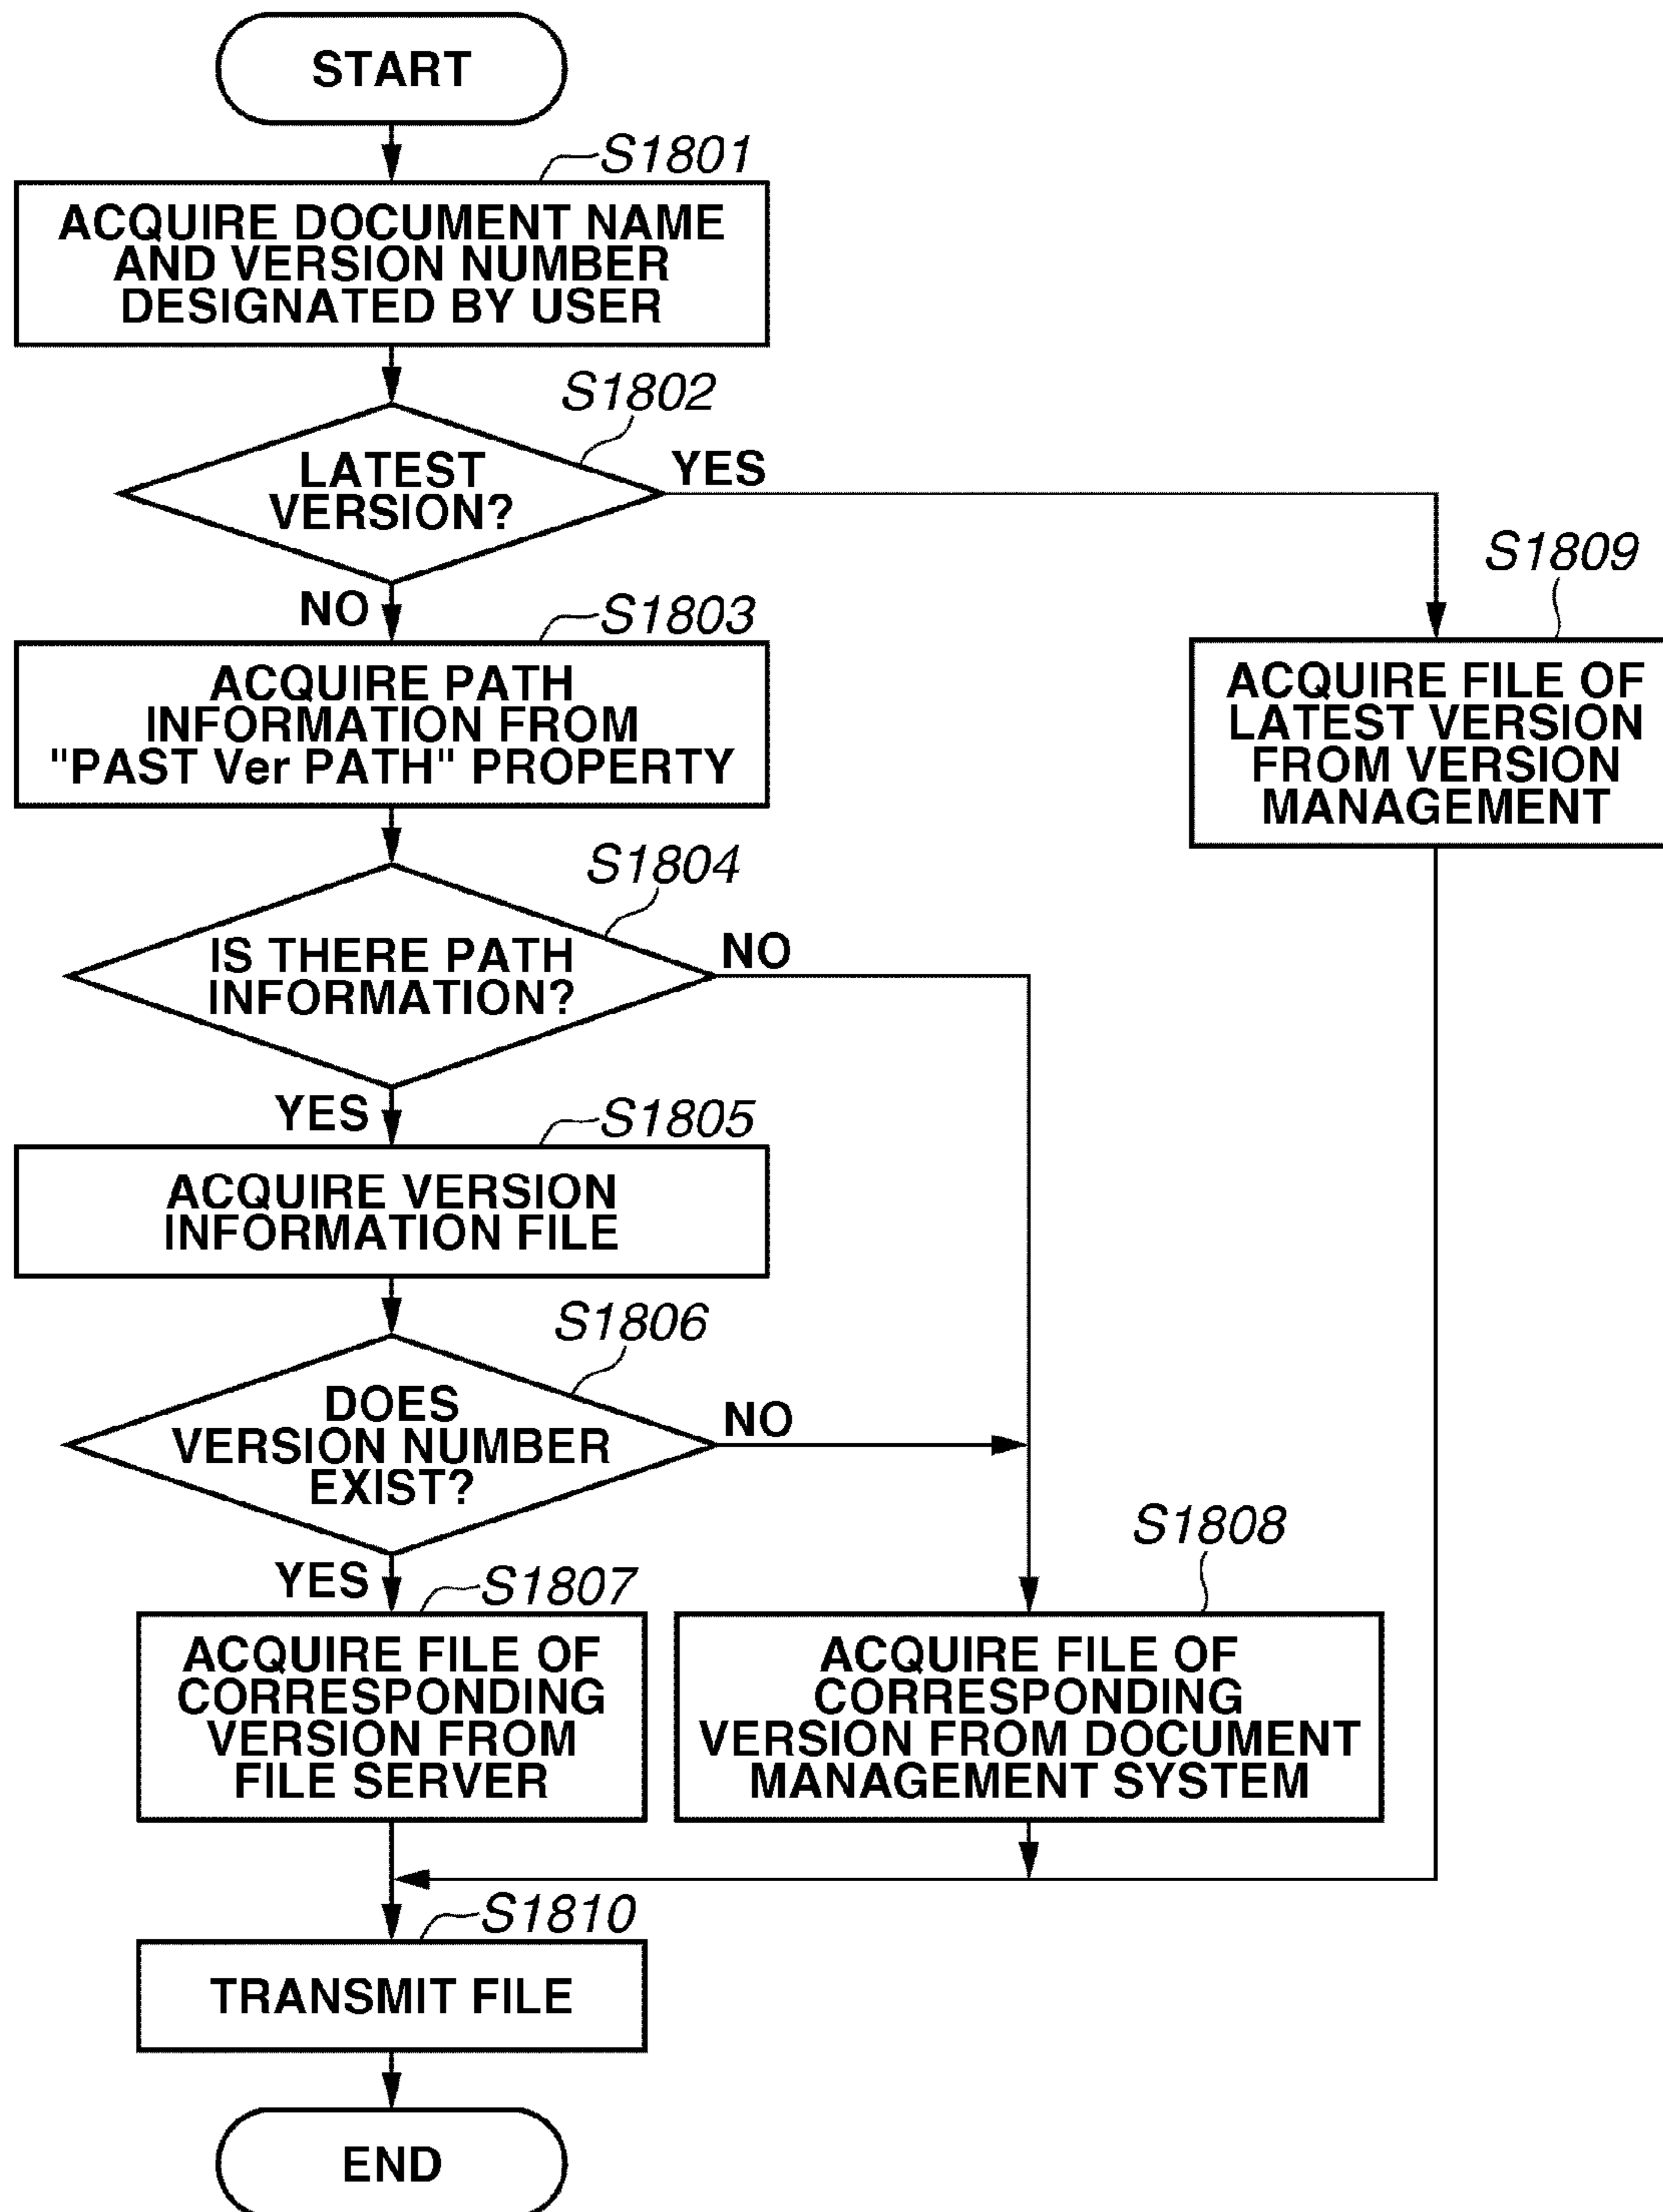 START
S1801
ACQUIRE DOCUMENT NAME
AND VERSION NUMBER
DESIGNATED BY USER
S1802
LATEST
VERSION?
YES
NO
S1803
ACQUIRE PATH
INFORMATION FROM
"PAST Ver PATH" PROPERTY
S1809
ACQUIRE FILE OF
LATEST VERSION
FROM VERSION
MANAGEMENT
S1804
IS THERE PATH
INFORMATION?
NO
YES
S1805
ACQUIRE VERSION
INFORMATION FILE
S1806
DOES
VERSION NUMBER
EXIST?
NO
YES
S1807
ACQUIRE FILE OF
CORRESPONDING
VERSION FROM
FILE SERVER
S1808
ACQUIRE FILE OF
CORRESPONDING
VERSION FROM DOCUMENT
MANAGEMENT SYSTEM
S1810
TRANSMIT FILE
END